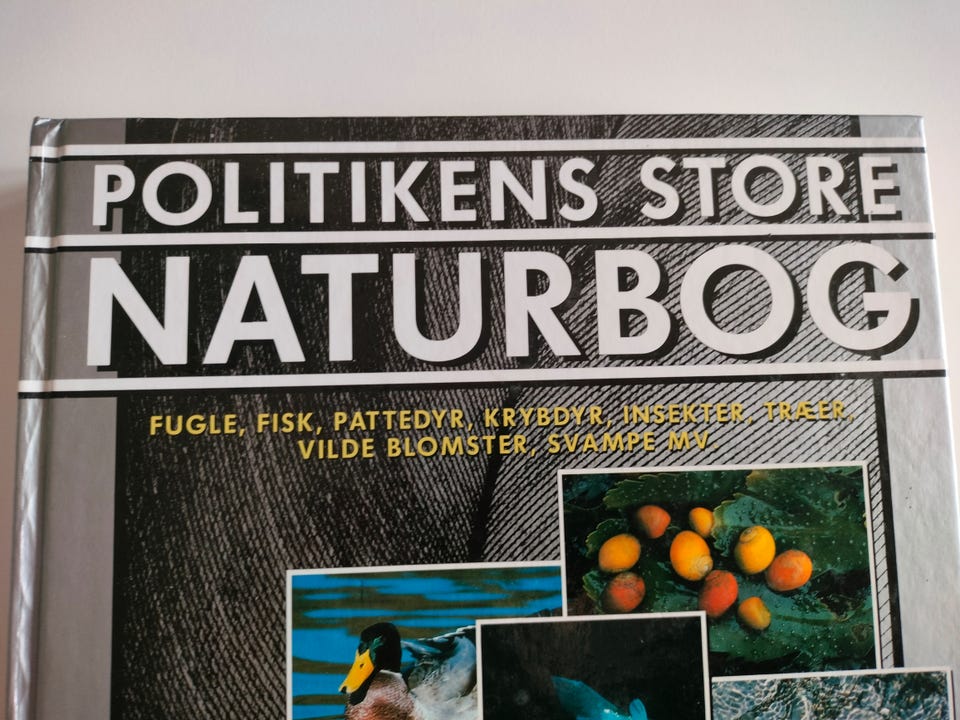 POLITIKENS STORE
NATURBOG
FUGLE, FISK, PATTEDYR, KRYBDYR, INSEKTER, TRÆER,
VILDE BLOMSTER, SVAMPE MV.